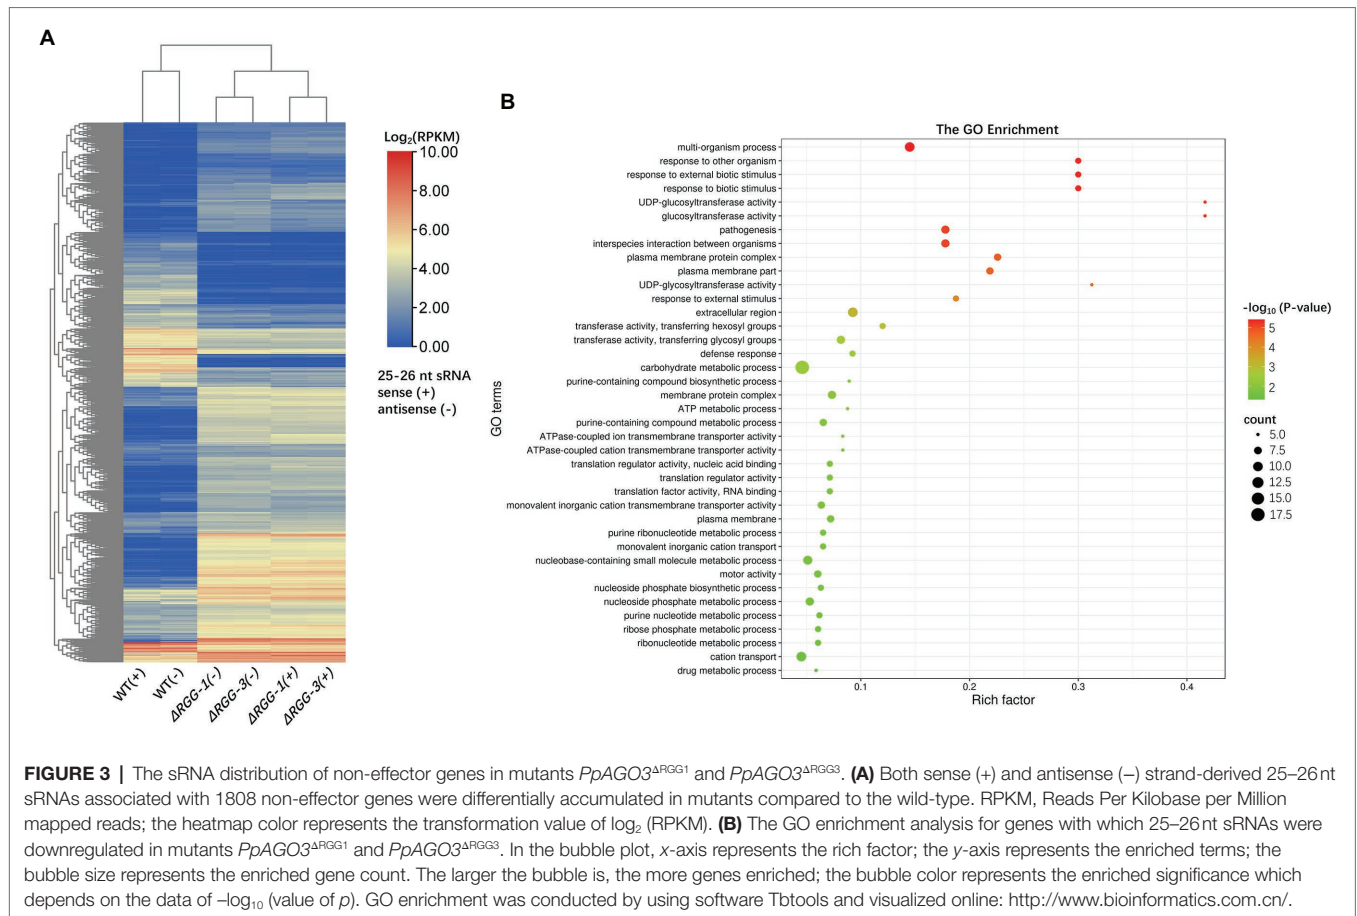 A
Log₂(RPKM)
10.00
8.00
6.00
4.00
2.00
0.00
25-26 nt sRNA
sense (+)
antisense (-)
WT(+)
WT(-)
ΔRGG-1(-)
ΔRGG-3(-)
ΔRGG-1(+)
ΔRGG-3(+)
B
The GO Enrichment
GO terms
multi-organism process
response to other organism
response to external biotic stimulus
response to biotic stimulus
UDP-glucosyltransferase activity
glucosyltransferase activity
pathogenesis
interspecies interaction between organisms
plasma membrane protein complex
plasma membrane part
UDP-glycosyltransferase activity
response to external stimulus
extracellular region
transferase activity, transferring hexosyl groups
transferase activity, transferring glycosyl groups
defense response
carbohydrate metabolic process
purine-containing compound biosynthetic process
membrane protein complex
ATP metabolic process
purine-containing compound metabolic process
ATPase-coupled ion transmembrane transporter activity
ATPase-coupled cation transmembrane transporter activity
translation regulator activity, nucleic acid binding
translation regulator activity
translation factor activity, RNA binding
monovalent inorganic cation transmembrane transporter activity
plasma membrane
purine ribonucleotide metabolic process
monovalent inorganic cation transport
nucleobase-containing small molecule metabolic process
motor activity
nucleoside phosphate biosynthetic process
nucleoside phosphate metabolic process
purine nucleotide metabolic process
ribose phosphate metabolic process
ribonucleotide metabolic process
cation transport
drug metabolic process
0.1 0.2 0.3 0.4
Rich factor
-log₁₀ (P-value)
5
4
3
2
count
5.0
7.5
10.0
12.5
15.0
17.5
FIGURE 3 | The sRNA distribution of non-effector genes in mutants PpAGO3^ΔRGG1 and PpAGO3^ΔRGG3. (A) Both sense (+) and antisense (−) strand-derived 25–26 nt
sRNAs associated with 1808 non-effector genes were differentially accumulated in mutants compared to the wild-type. RPKM, Reads Per Kilobase per Million
mapped reads; the heatmap color represents the transformation value of log₂ (RPKM). (B) The GO enrichment analysis for genes with which 25–26 nt sRNAs were
downregulated in mutants PpAGO3^ΔRGG1 and PpAGO3^ΔRGG3. In the bubble plot, x-axis represents the rich factor; the y-axis represents the enriched terms; the
bubble size represents the enriched gene count. The larger the bubble is, the more genes enriched; the bubble color represents the enriched significance which
depends on the data of –log₁₀ (value of p). GO enrichment was conducted by using software Tbtools and visualized online: http://www.bioinformatics.com.cn/.